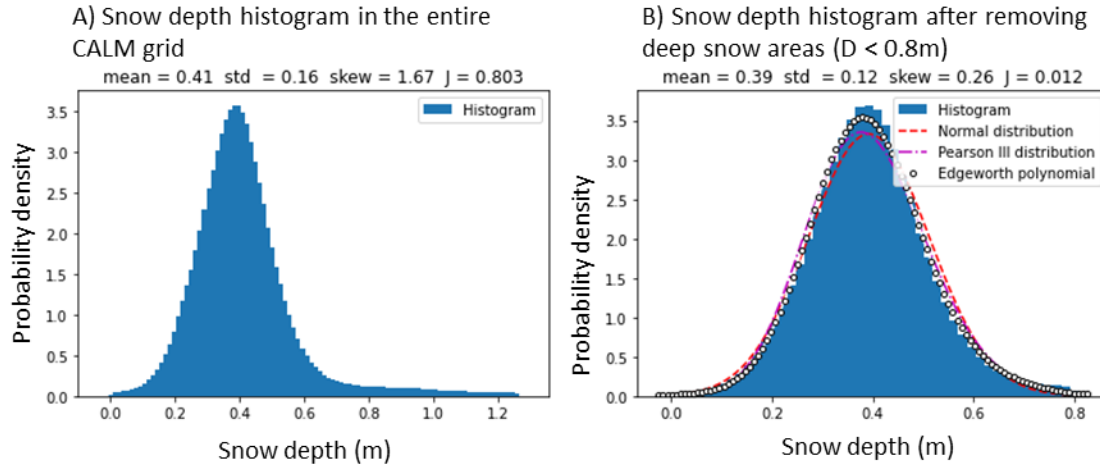 A) Snow depth histogram in the entire
CALM grid
mean = 0.41 std = 0.16 skew = 1.67 J = 0.803
Histogram
3.5
3.0
2.5
2.0
1.5
1.0
0.5
0.0
Probability density
0.0 0.2 0.4 0.6 0.8 1.0 1.2
Snow depth (m)
B) Snow depth histogram after removing
deep snow areas (D < 0.8m)
mean = 0.39 std = 0.12 skew = 0.26 J = 0.012
Histogram
Normal distribution
Pearson III distribution
Edgeworth polynomial
3.5
3.0
2.5
2.0
1.5
1.0
0.5
0.0
Probability density
0.0 0.2 0.4 0.6 0.8
Snow depth (m)